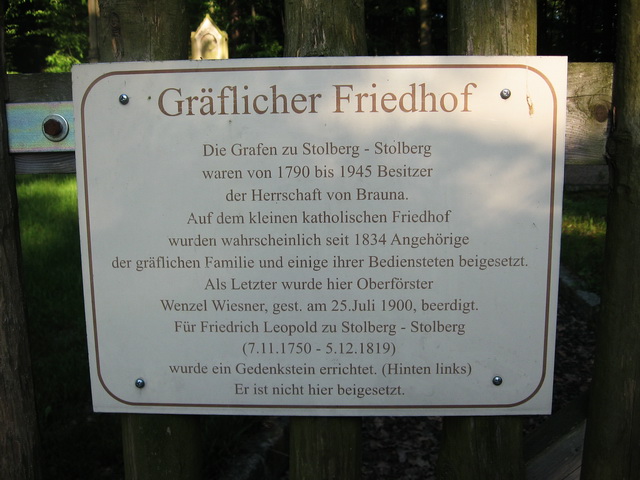 Gräflicher Friedhof
Die Grafen zu Stolberg - Stolberg
waren von 1790 bis 1945 Besitzer
der Herrschaft von Brauna.
Auf dem kleinen katholischen Friedhof
wurden wahrscheinlich seit 1834 Angehörige
der gräflichen Familie und einige ihrer Bediensteten beigesetzt.
Als Letzter wurde hier Oberförster
Wenzel Wiesner, gest. am 25.Juli 1900, beerdigt.
Für Friedrich Leopold zu Stolberg - Stolberg
(7.11.1750 - 5.12.1819)
wurde ein Gedenkstein errichtet. (Hinten links)
Er ist nicht hier beigesetzt.